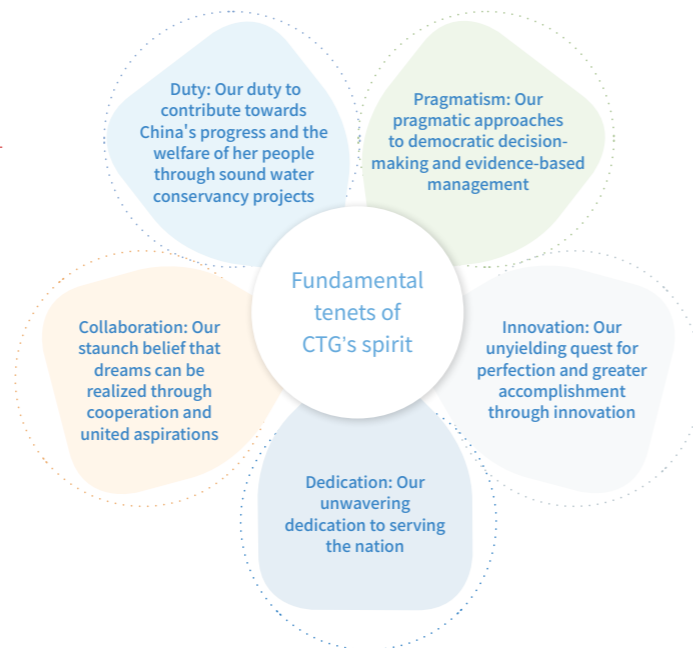 Duty: Our duty to
contribute towards
China's progress and the
welfare of her people
through sound water
conservancy projects
Pragmatism: Our
pragmatic approaches
to democratic decision-
making and evidence-based
management
Fundamental
tenets of
CTG's spirit
Collaboration: Our
staunch belief that
dreams can be
realized through
cooperation and
united aspirations
Innovation: Our
unyielding quest for
perfection and greater
accomplishment
through innovation
Dedication: Our
unwavering
dedication to serving
the nation